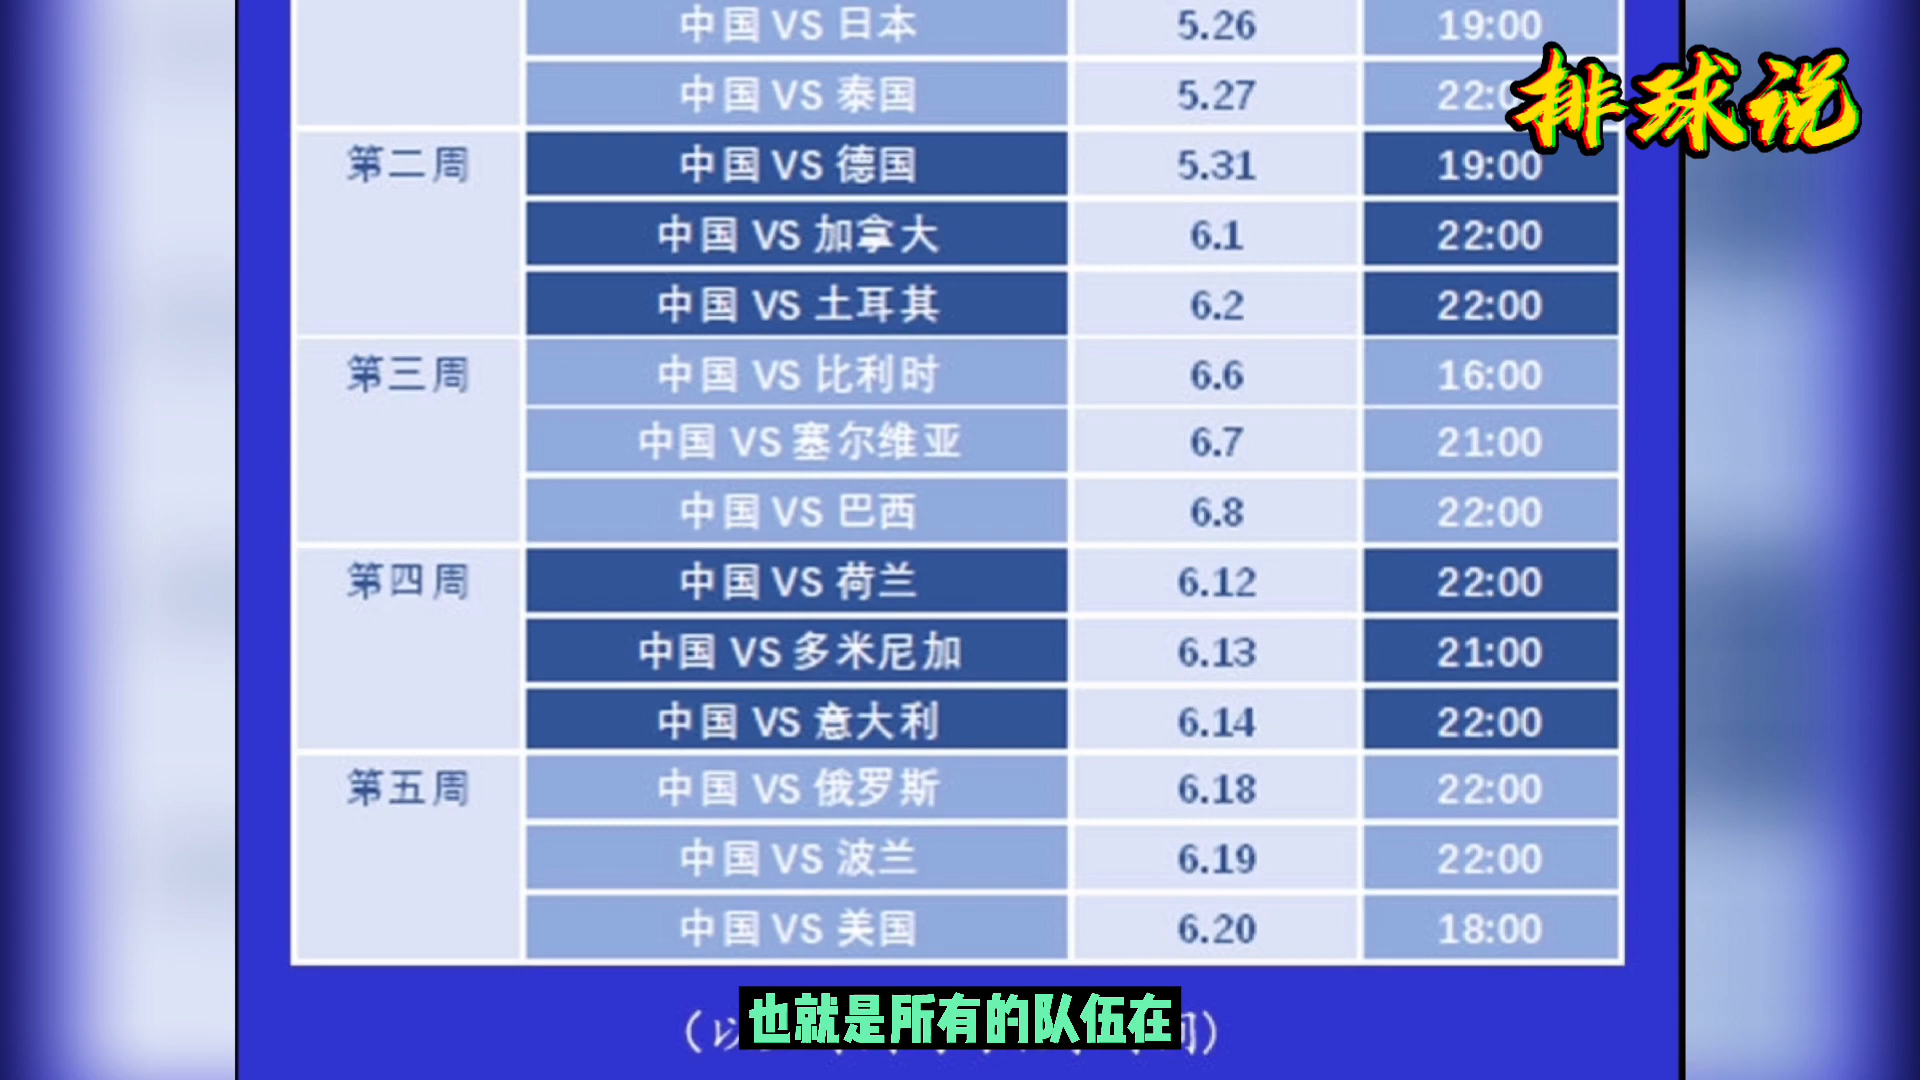 中国 VS 日本 5.26 19:00
中国 VS 泰国 5.27 22:0
排球说
第二周 中国 VS 德国 5.31 19:00
中国 VS 加拿大 6.1 22:00
中国 VS 土耳其 6.2 22:00
第三周 中国 VS 比利时 6.6 16:00
中国 VS 塞尔维亚 6.7 21:00
中国 VS 巴西 6.8 22:00
第四周 中国 VS 荷兰 6.12 22:00
中国 VS 多米尼加 6.13 21:00
中国 VS 意大利 6.14 22:00
第五周 中国 VS 俄罗斯 6.18 22:00
中国 VS 波兰 6.19 22:00
中国 VS 美国 6.20 18:00
也就是所有的队伍在